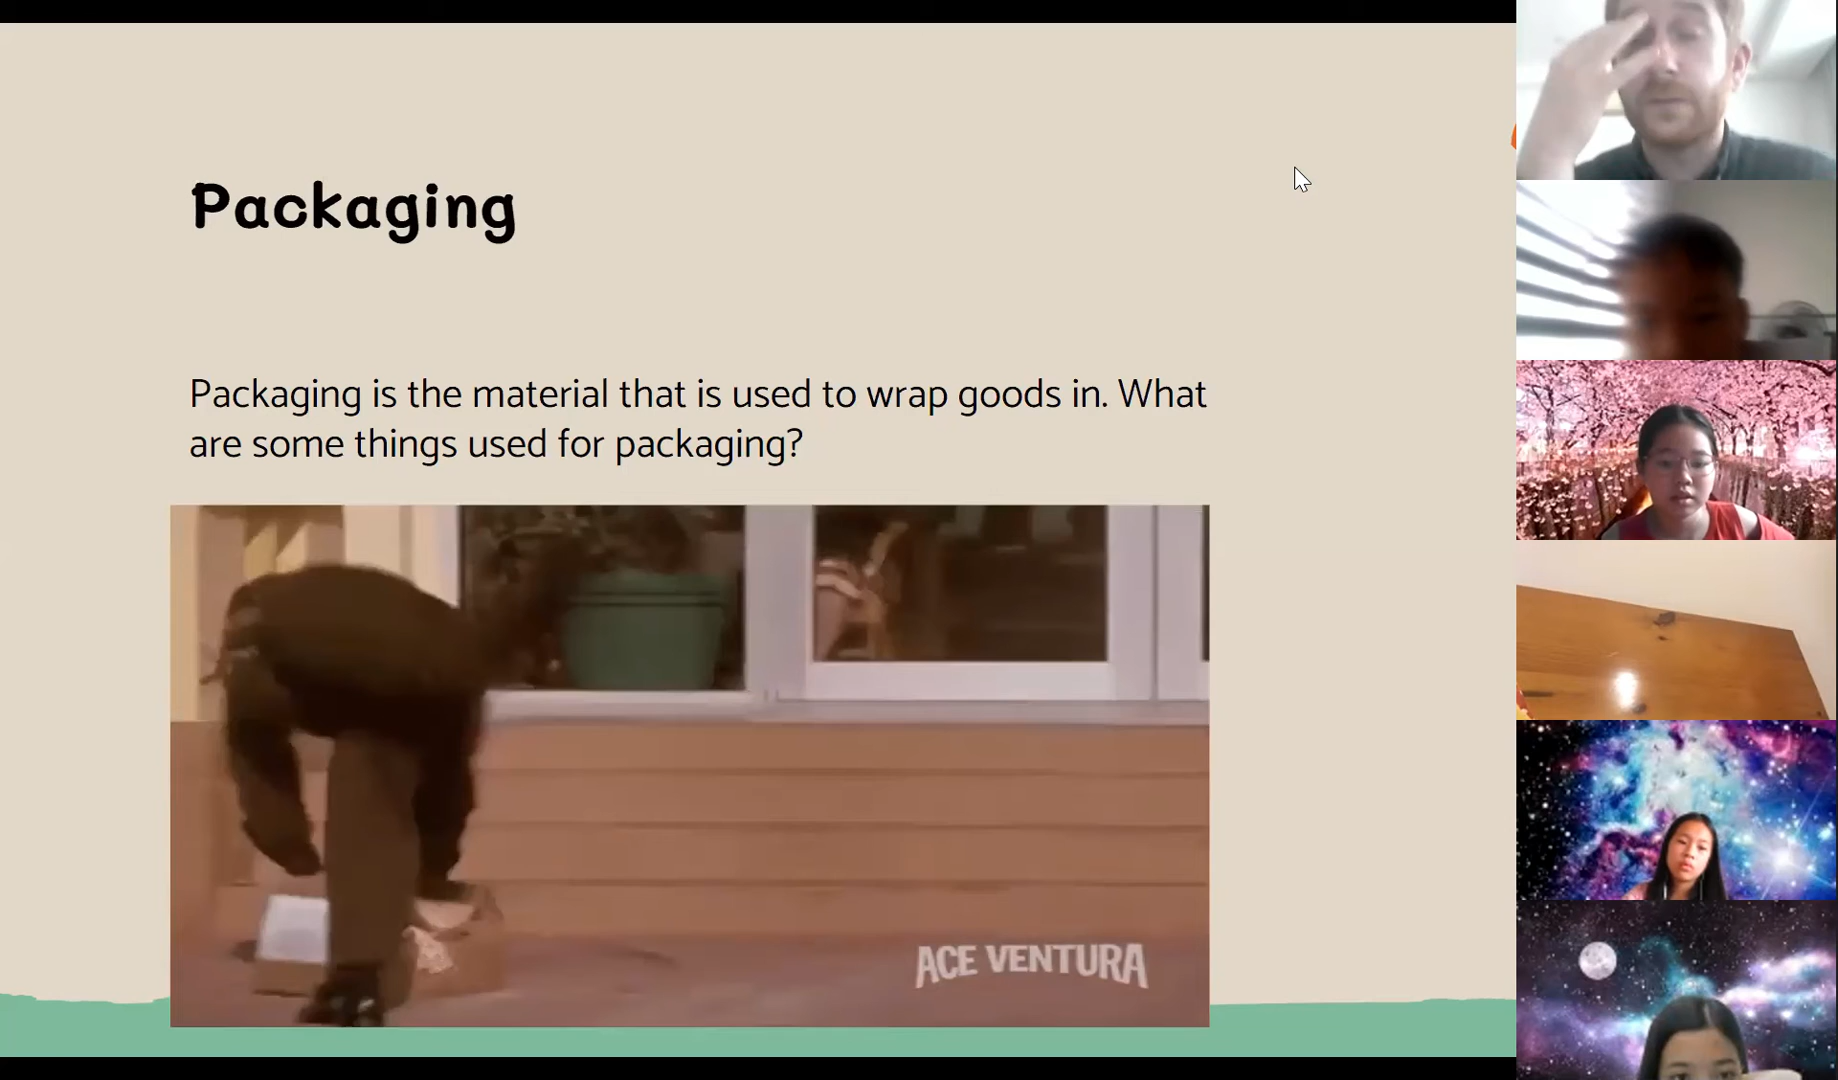 Packaging
Packaging is the material that is used to wrap goods in. What
are some things used for packaging?
ACE VENTURA